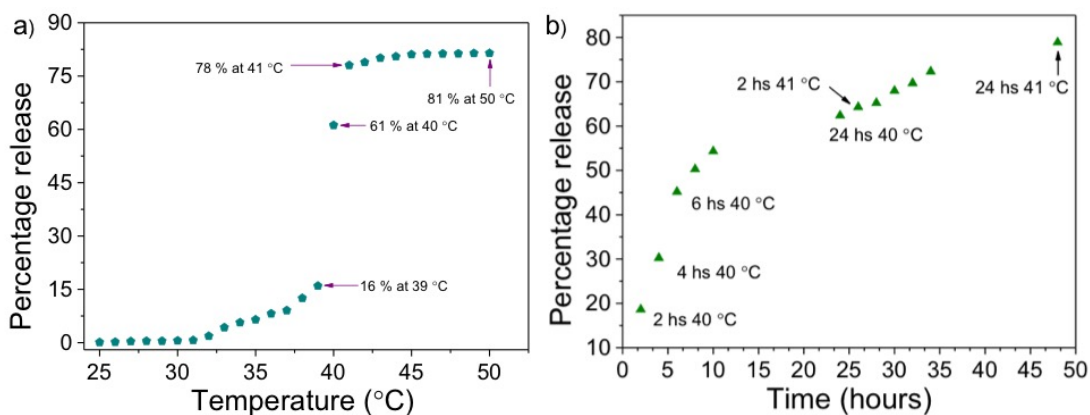 a)
Percentage release
90
75
60
45
30
15
0
78 % at 41 °C
81 % at 50 °C
61 % at 40 °C
16 % at 39 °C
25 30 35 40 45 50
Temperature (°C)
b)
Percentage release
80
70
60
50
40
30
20
10
2 hs 41 °C
24 hs 41 °C
24 hs 40 °C
6 hs 40 °C
4 hs 40 °C
2 hs 40 °C
0 5 10 15 20 25 30 35 40 45 50
Time (hours)